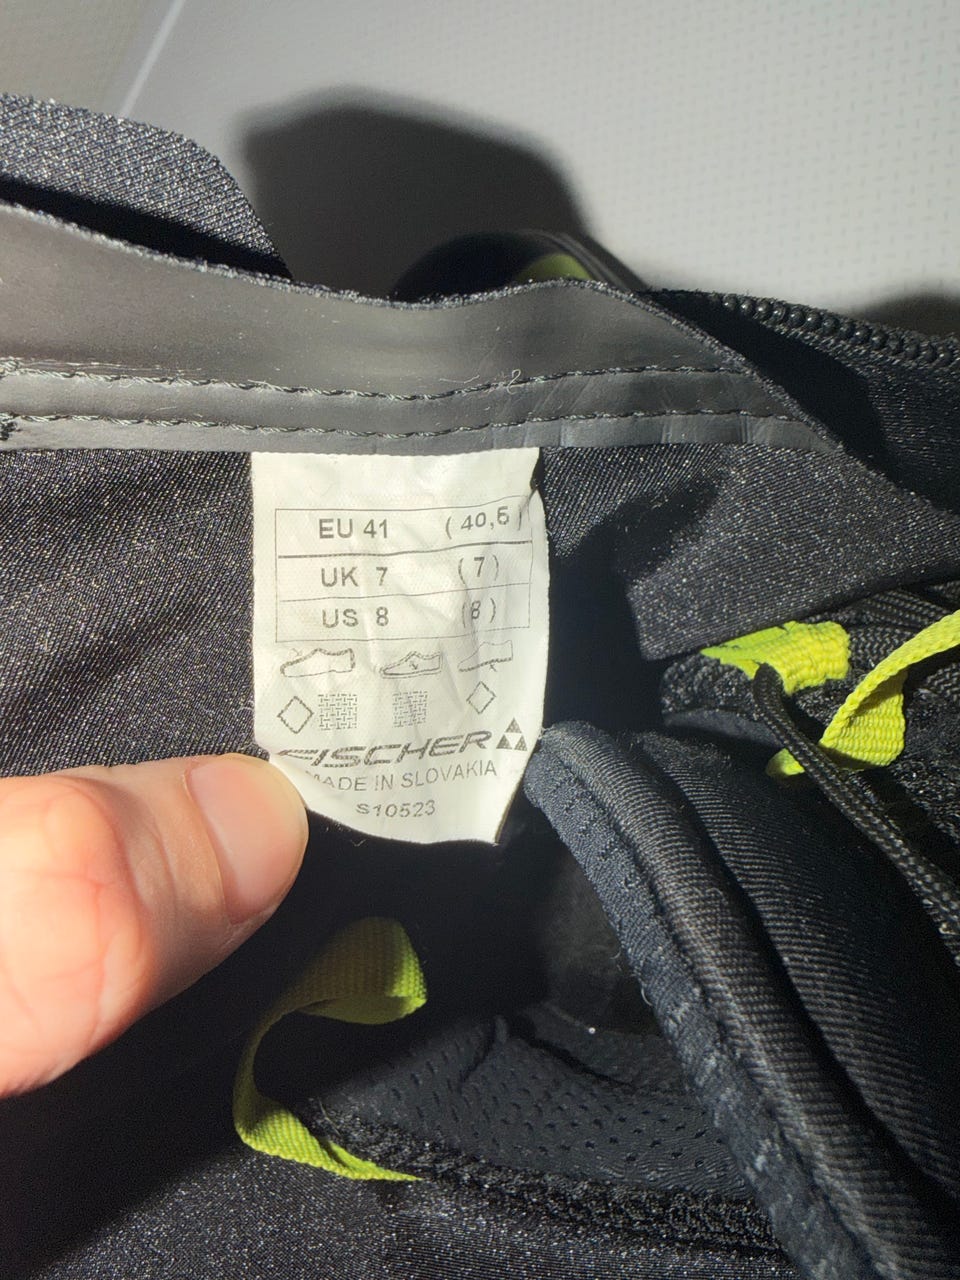 EU 41 (40,5)
UK 7 (7)
US 8 (8)
FISCHER
MADE IN SLOVAKIA
S10523